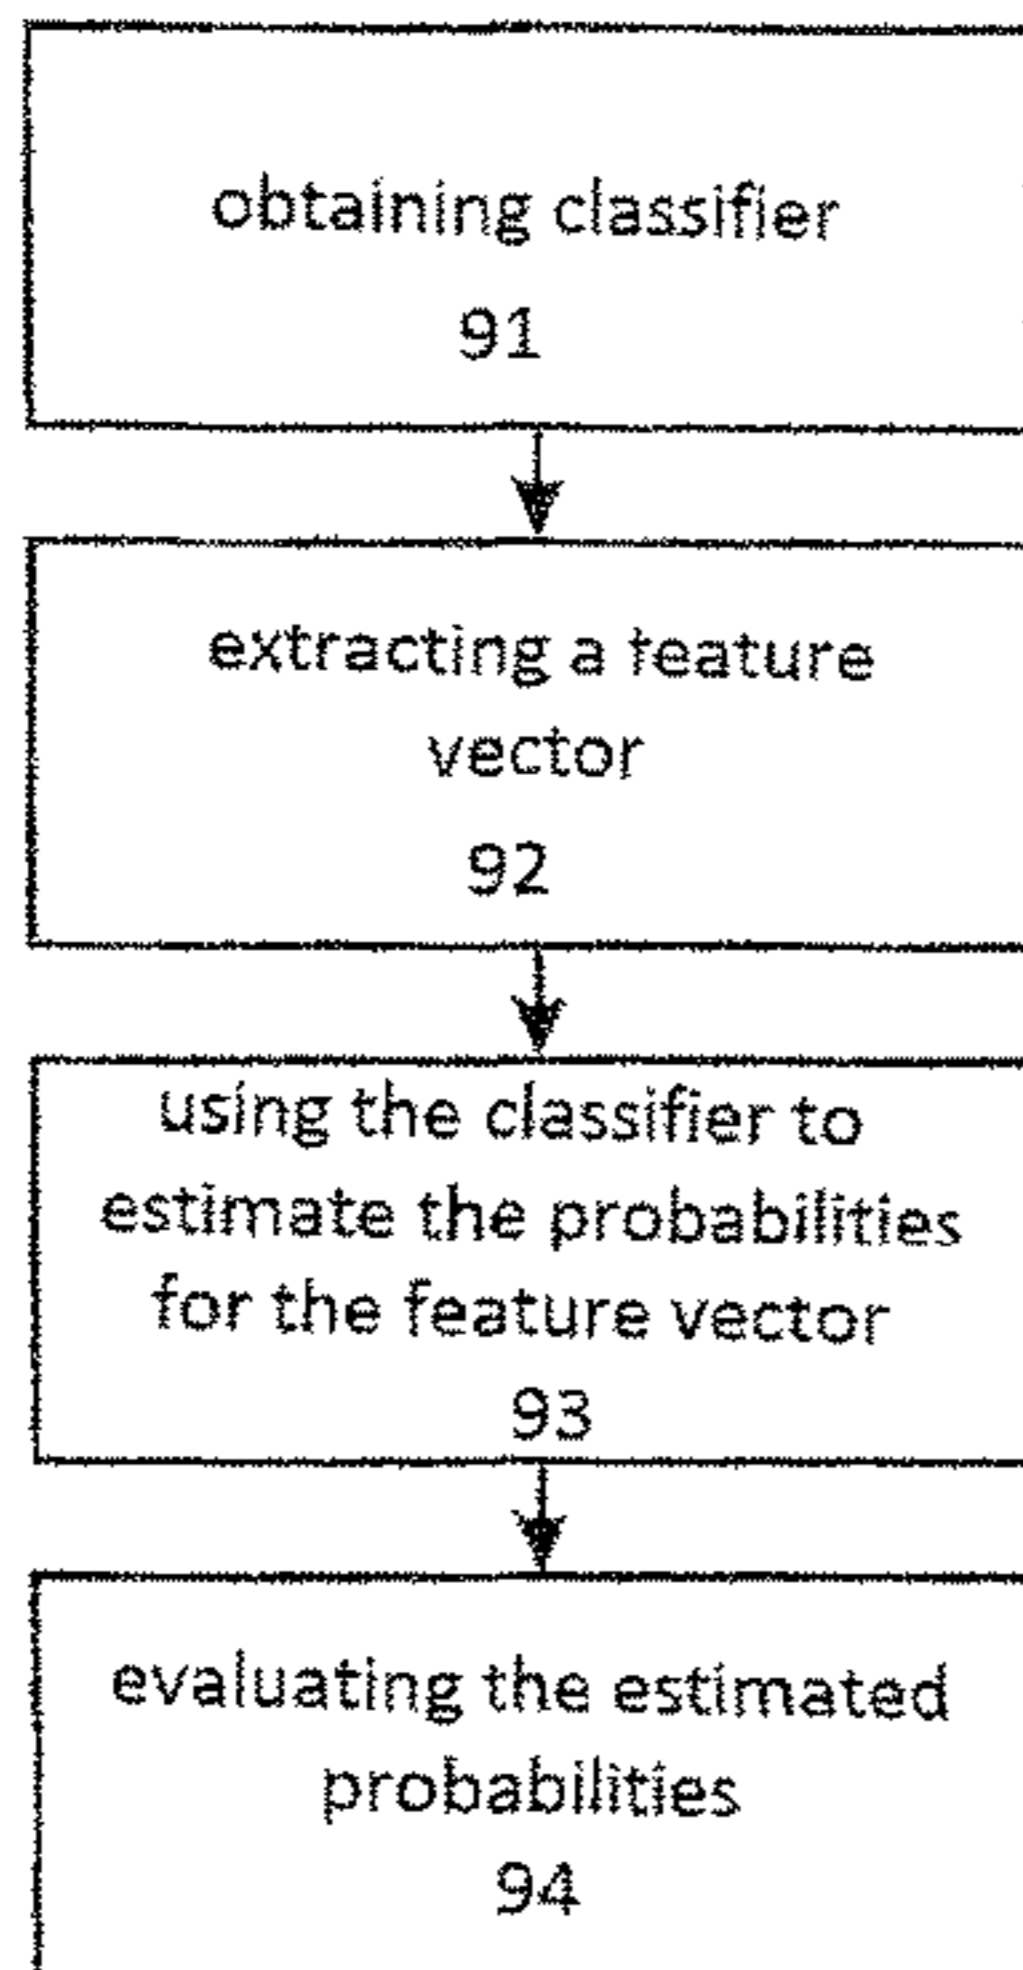 obtaining classifier
91
extracting a feature
vector
92
using the classifier to
estimate the probabilities
for the feature vector
93
evaluating the estimated
probabilities
94